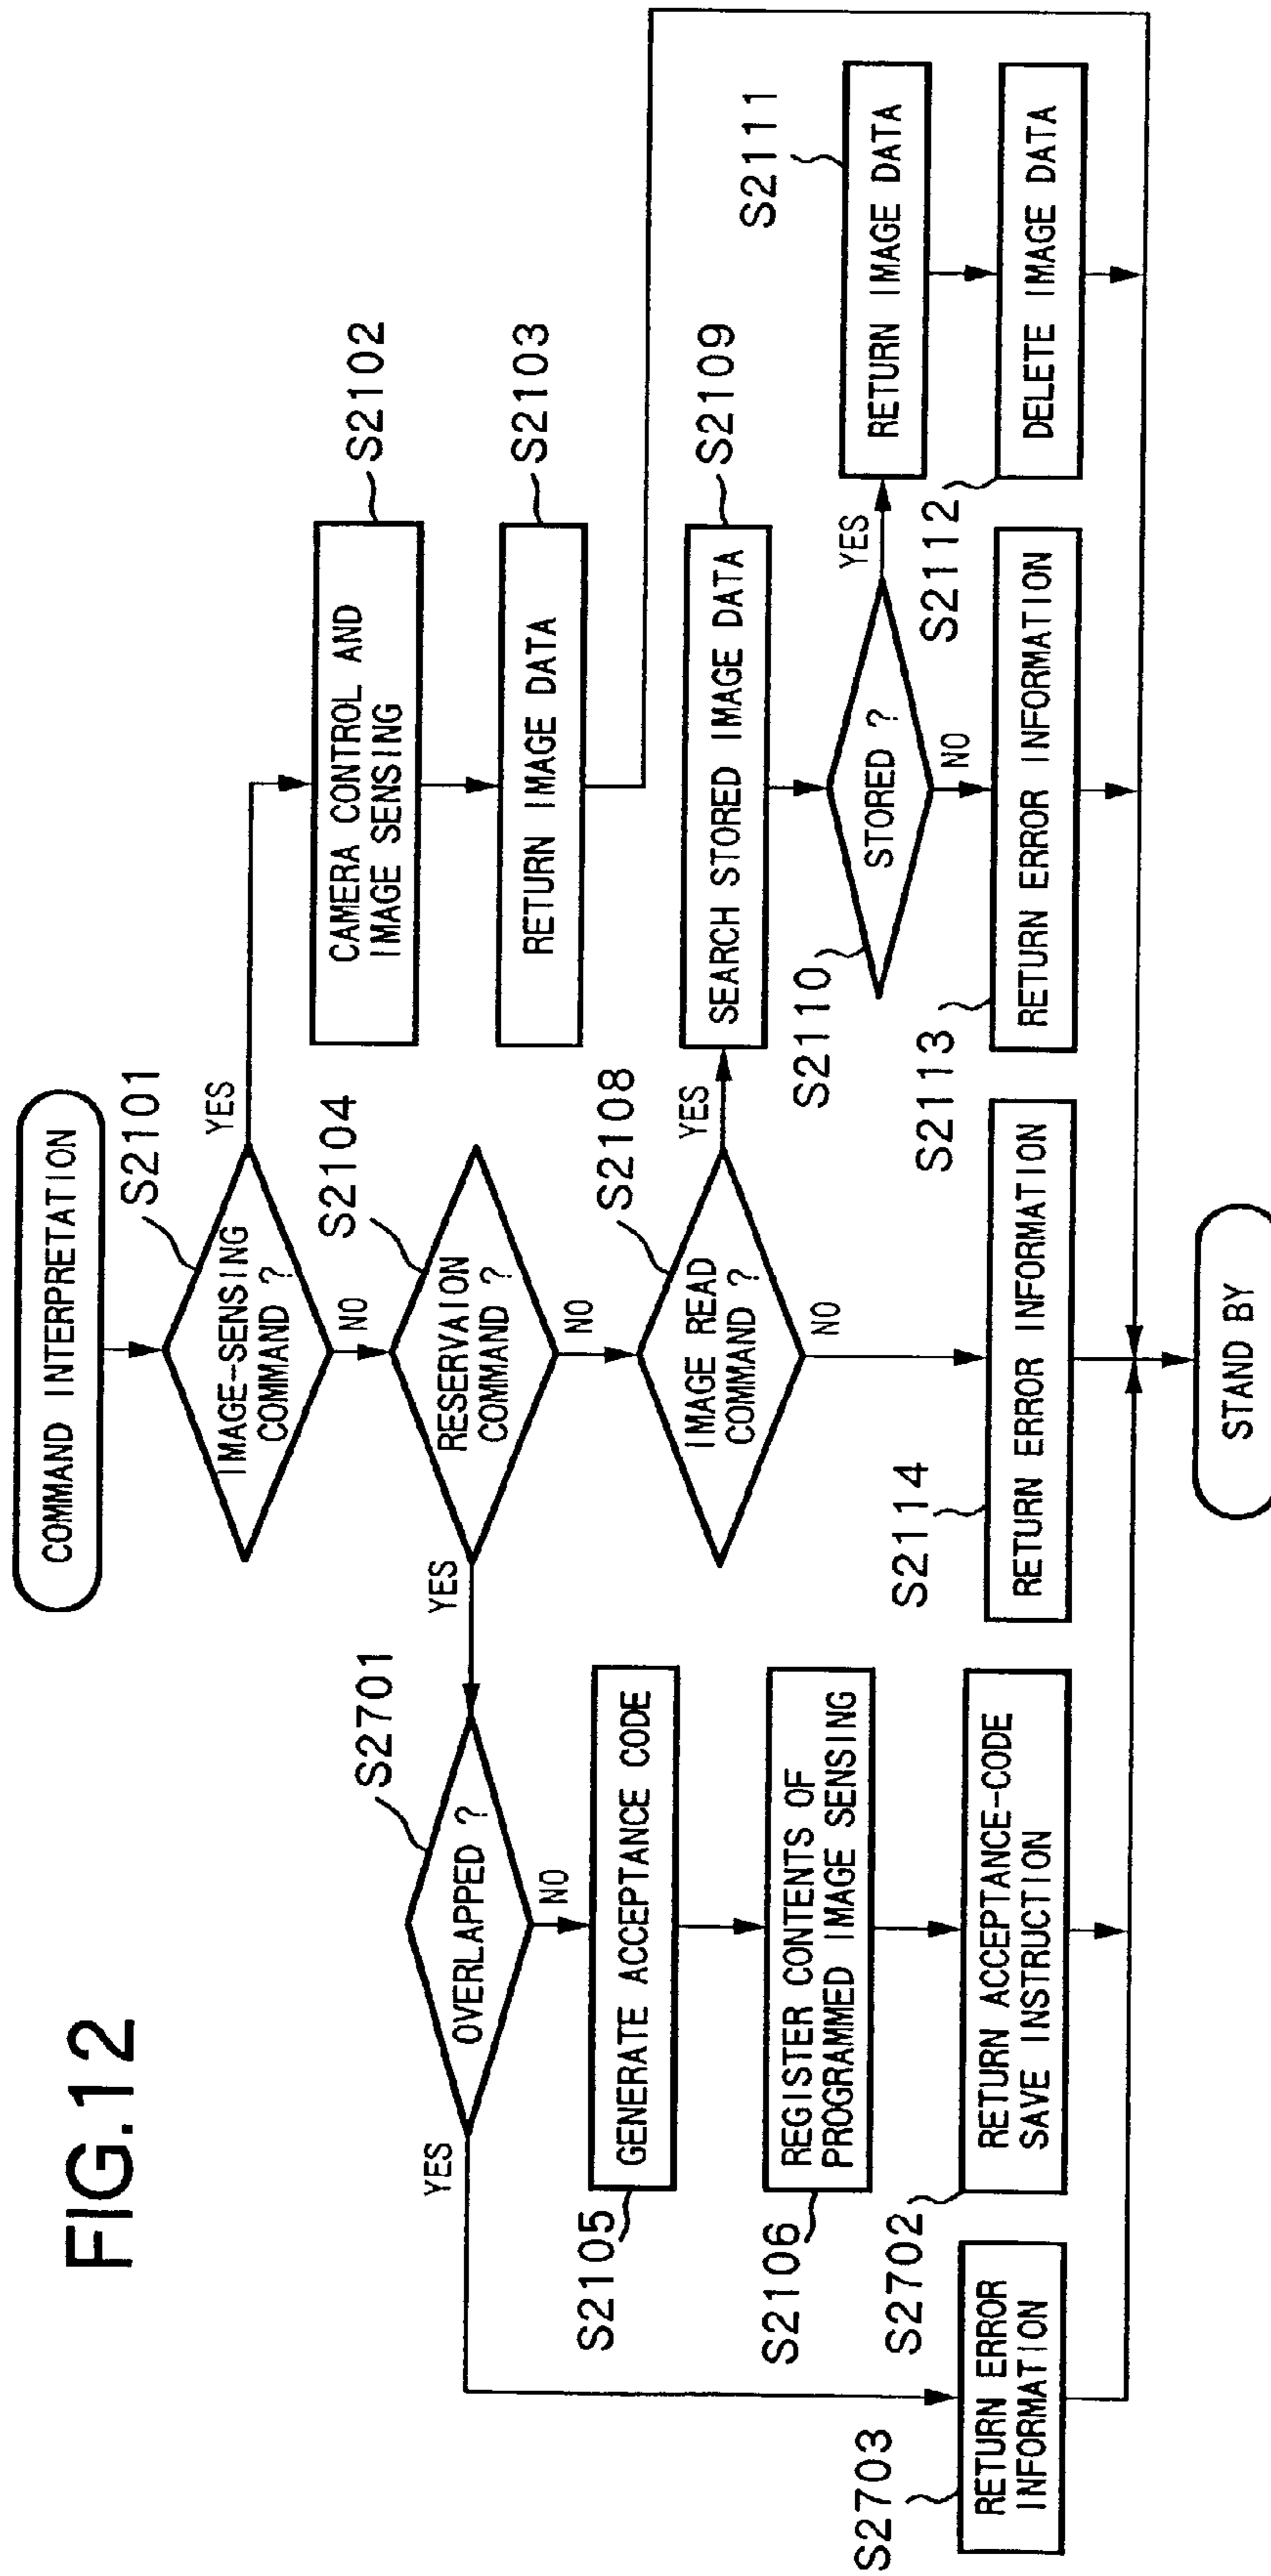 FIG.12
COMMAND INTERPRETATION
S2101
IMAGE-SENSING
COMMAND ?
YES
NO
S2102
CAMERA CONTROL AND
IMAGE SENSING
S2103
RETURN IMAGE DATA
S2104
RESERVAION
COMMAND ?
YES
NO
S2701
OVERLAPPED ?
YES
NO
S2105
GENERATE ACCEPTANCE CODE
S2106
REGISTER CONTENTS OF
PROGRAMMED IMAGE SENSING
S2702
RETURN ACCEPTANCE-CODE
SAVE INSTRUCTION
S2703
RETURN ERROR
INFORMATION
S2108
IMAGE READ
COMMAND ?
YES
NO
S2109
SEARCH STORED IMAGE DATA
S2110
STORED ?
YES
NO
S2111
RETURN IMAGE DATA
S2112
DELETE IMAGE DATA
S2113
RETURN ERROR INFORMATION
S2114
RETURN ERROR INFORMATION
STAND BY